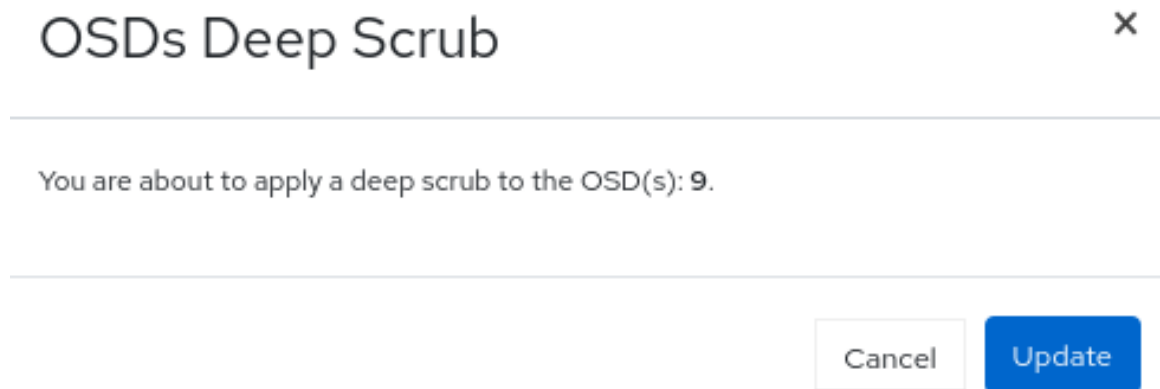 OSDs Deep Scrub
You are about to apply a deep scrub to the OSD(s): 9.
Cancel Update